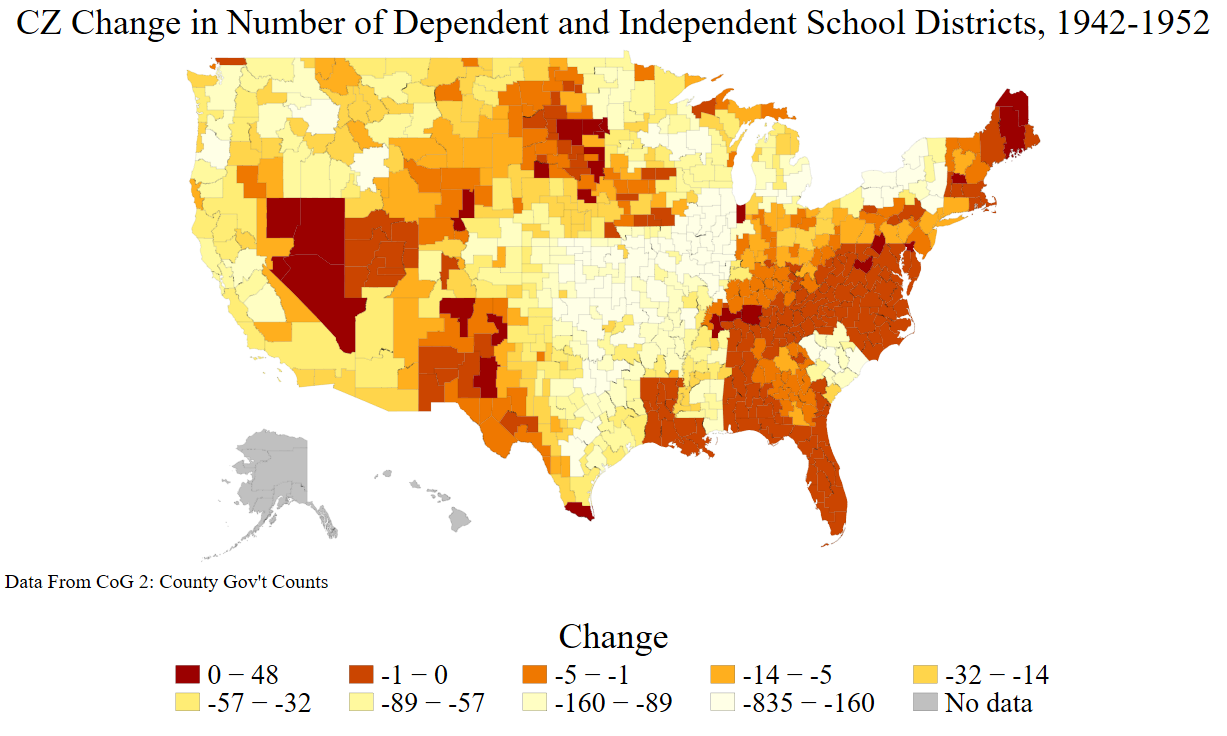 CZ Change in Number of Dependent and Independent School Districts, 1942-1952
Data From CoG 2: County Gov't Counts
Change
0 − 48 -1 − 0 -5 − -1 -14 − -5 -32 − -14
-57 − -32 -89 − -57 -160 − -89 -835 − -160 No data